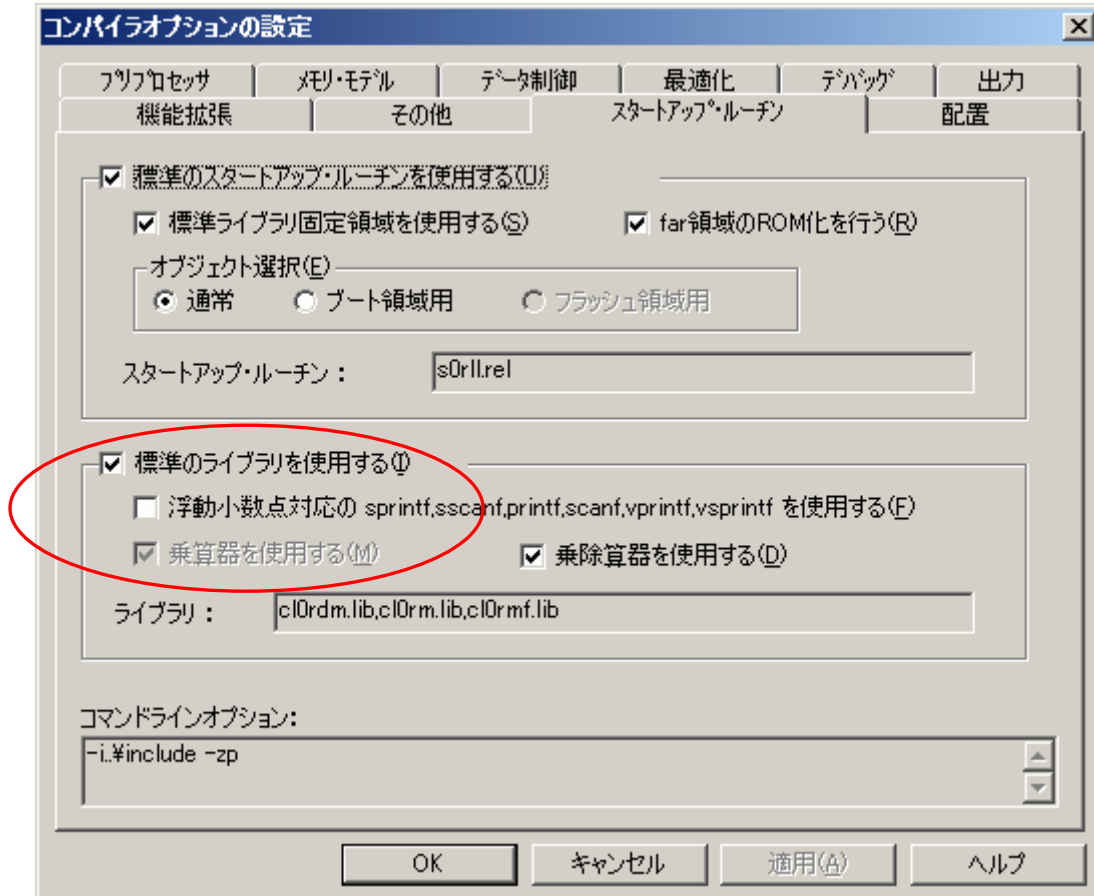 コンパイラオプションの設定
プリプロセッサ メモリ・モデル データ制御 最適化 デバッグ 出力
機能拡張 その他 スタートアップ・ルーチン 配置
標準のスタートアップ・ルーチンを使用する(U)
標準ライブラリ固定領域を使用する(S) far領域のROM化を行う(R)
オブジェクト選択(E)
通常 ブート領域用 フラッシュ領域用
スタートアップ・ルーチン： s0rll.rel
標準のライブラリを使用する(I)
浮動小数点対応の sprintf,sscanf,printf,scanf,vprintf,vsprintf を使用する(F)
乗算器を使用する(M) 乗除算器を使用する(D)
ライブラリ： cl0rdm.lib,cl0rm.lib,cl0rmf.lib
コマンドラインオプション:
-i..¥include -zp
OK キャンセル 適用(A) ヘルプ